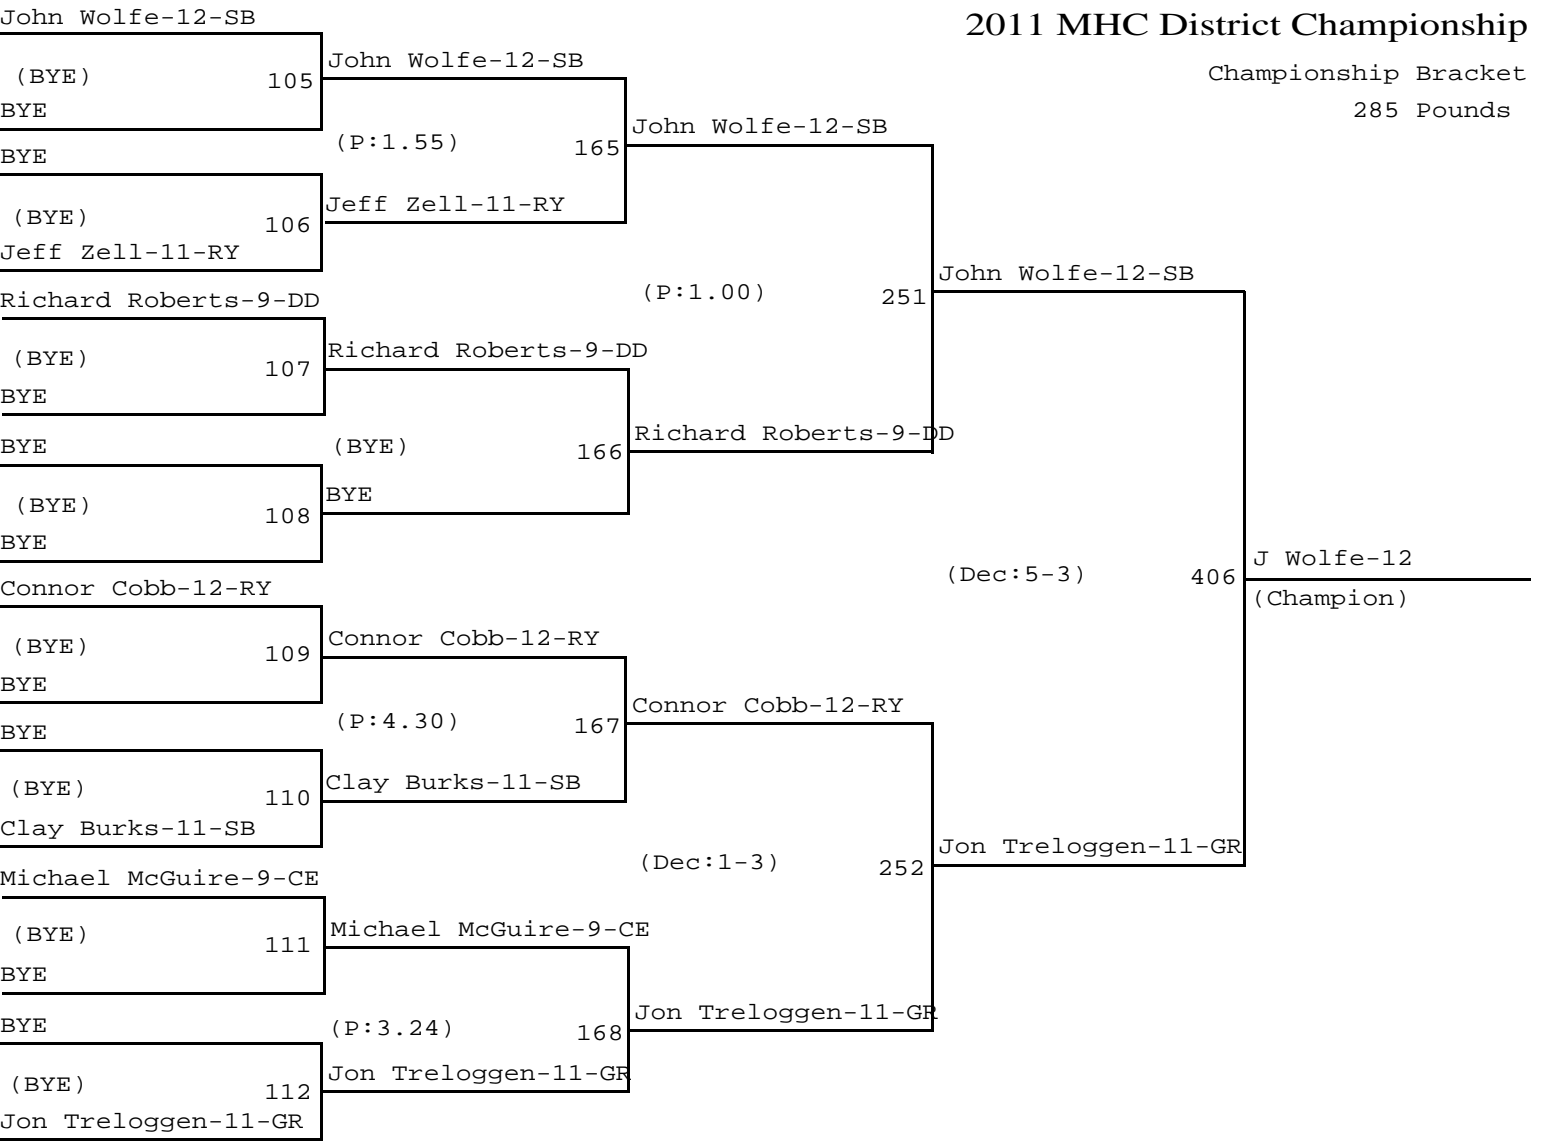 John Wolfe-12-SB
2011 MHC District Championship
Championship Bracket
285 Pounds
(BYE)
105
BYE
John Wolfe-12-SB
BYE
(BYE)
106
Jeff Zell-11-RY
(P:1.55)
165
Jeff Zell-11-RY
John Wolfe-12-SB
Richard Roberts-9-DD
(BYE)
107
BYE
Richard Roberts-9-DD
BYE
(BYE)
108
BYE
(BYE)
166
BYE
Richard Roberts-9-DD
(P:1.00)
251
John Wolfe-12-SB
Connor Cobb-12-RY
(BYE)
109
BYE
Connor Cobb-12-RY
BYE
(BYE)
110
Clay Burks-11-SB
(P:4.30)
167
Clay Burks-11-SB
Connor Cobb-12-RY
Michael McGuire-9-CE
(BYE)
111
BYE
Michael McGuire-9-CE
BYE
(BYE)
112
Jon Treloggen-11-GR
(P:3.24)
168
Jon Treloggen-11-GR
Jon Treloggen-11-GR
(Dec:1-3)
252
Jon Treloggen-11-GR
(Dec:5-3)
406
J Wolfe-12
(Champion)